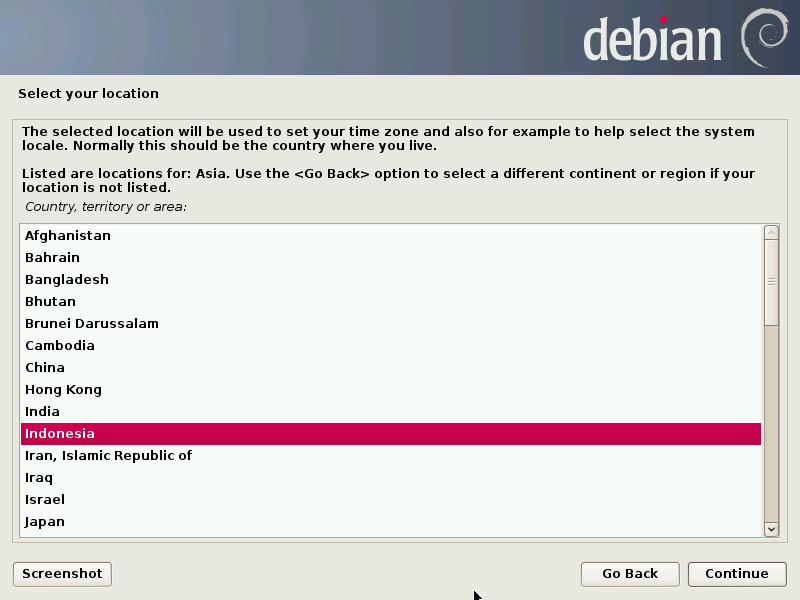 debian
Select your location
The selected location will be used to set your time zone and also for example to help select the system
locale. Normally this should be the country where you live.
Listed are locations for: Asia. Use the <Go Back> option to select a different continent or region if your
location is not listed.
Country, territory or area:
Afghanistan
Bahrain
Bangladesh
Bhutan
Brunei Darussalam
Cambodia
China
Hong Kong
India
Indonesia
Iran, Islamic Republic of
Iraq
Israel
Japan
Screenshot
Go Back
Continue